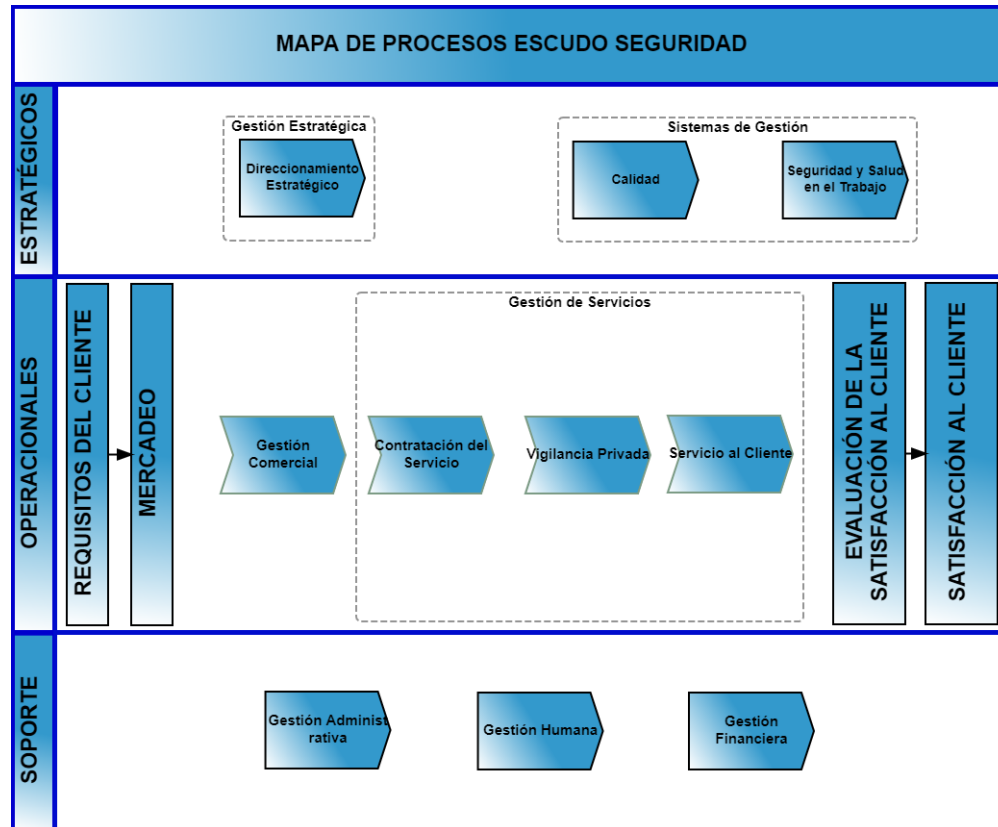 MAPA DE PROCESOS ESCUDO SEGURIDAD
ESTRATÉGICOS
Gestión Estratégica
Direccionamiento
Estratégico
Sistemas de Gestión
Calidad
Seguridad y Salud
en el Trabajo
OPERACIONALES
REQUISITOS DEL CLIENTE
MERCADEO
Gestión
Comercial
Gestión de Servicios
Contratación del
Servicio
Vigilancia Privada
Servicio al Cliente
EVALUACIÓN DE LA
SATISFACCIÓN AL CLIENTE
SATISFACCIÓN AL CLIENTE
SOPORTE
Gestión Administ
rativa
Gestión Humana
Gestión
Financiera